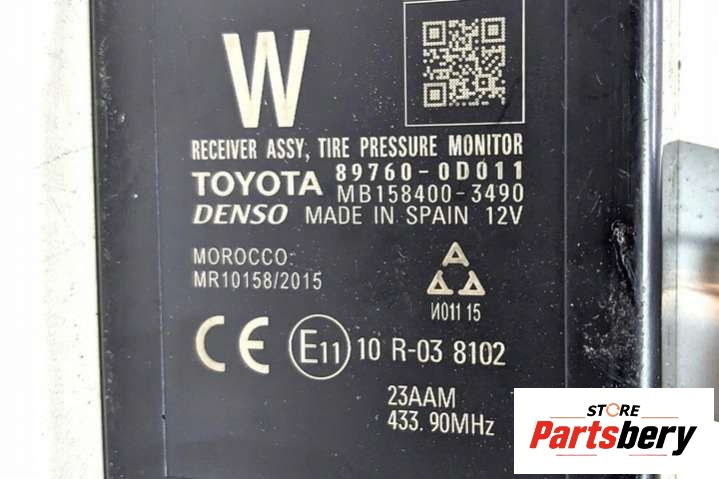 W
RECEIVER ASSY, TIRE PRESSURE MONITOR
TOYOTA 89760-0D011
MB158400-3490
DENSO MADE IN SPAIN 12V
MOROCCO:
MR10158/2015
И011 15
CE E11 10 R-03 8102
23AAM
433.90MHz
STORE
Partsbery